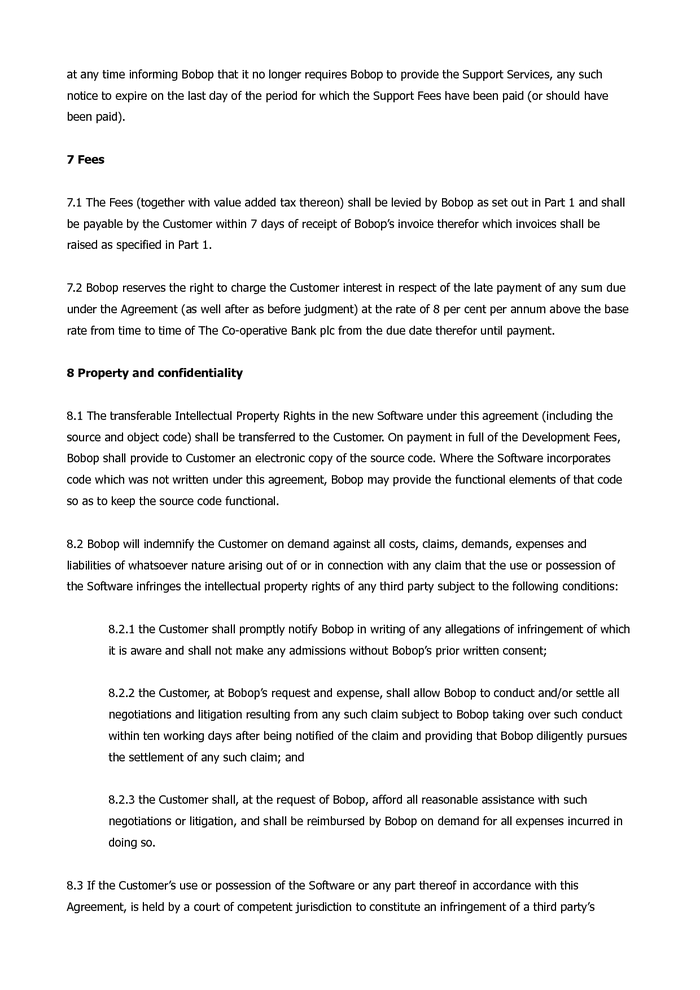 at any time informing Bobop that it no longer requires Bobop to provide the Support Services, any such
notice to expire on the last day of the period for which the Support Fees have been paid (or should have
been paid).
7 Fees
7.1 The Fees (together with value added tax thereon) shall be levied by Bobop as set out in Part 1 and shall
be payable by the Customer within 7 days of receipt of Bobop’s invoice therefor which invoices shall be
raised as specified in Part 1.
7.2 Bobop reserves the right to charge the Customer interest in respect of the late payment of any sum due
under the Agreement (as well after as before judgment) at the rate of 8 per cent per annum above the base
rate from time to time of The Co-operative Bank plc from the due date therefor until payment.
8 Property and confidentiality
8.1 The transferable Intellectual Property Rights in the new Software under this agreement (including the
source and object code) shall be transferred to the Customer. On payment in full of the Development Fees,
Bobop shall provide to Customer an electronic copy of the source code. Where the Software incorporates
code which was not written under this agreement, Bobop may provide the functional elements of that code
so as to keep the source code functional.
8.2 Bobop will indemnify the Customer on demand against all costs, claims, demands, expenses and
liabilities of whatsoever nature arising out of or in connection with any claim that the use or possession of
the Software infringes the intellectual property rights of any third party subject to the following conditions:
8.2.1 the Customer shall promptly notify Bobop in writing of any allegations of infringement of which
it is aware and shall not make any admissions without Bobop’s prior written consent;
8.2.2 the Customer, at Bobop’s request and expense, shall allow Bobop to conduct and/or settle all
negotiations and litigation resulting from any such claim subject to Bobop taking over such conduct
within ten working days after being notified of the claim and providing that Bobop diligently pursues
the settlement of any such claim; and
8.2.3 the Customer shall, at the request of Bobop, afford all reasonable assistance with such
negotiations or litigation, and shall be reimbursed by Bobop on demand for all expenses incurred in
doing so.
8.3 If the Customer’s use or possession of the Software or any part thereof in accordance with this
Agreement, is held by a court of competent jurisdiction to constitute an infringement of a third party’s